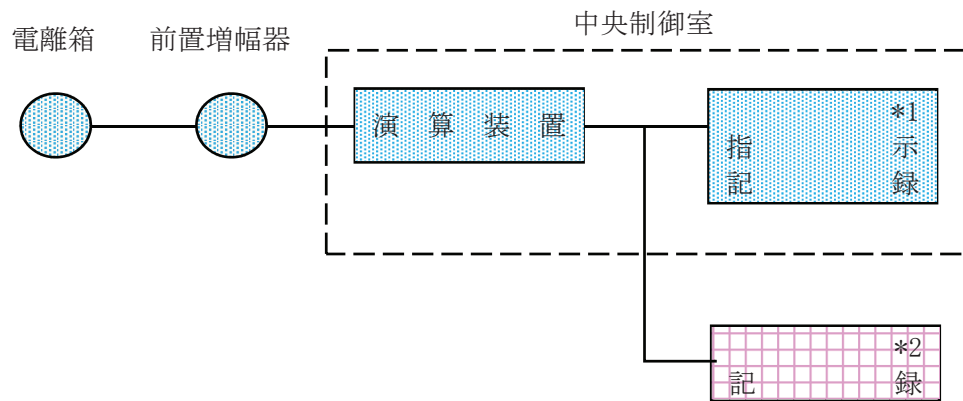 中央制御室
電離箱 前置増幅器
演算装置
*1
指示
記録
*2
記録